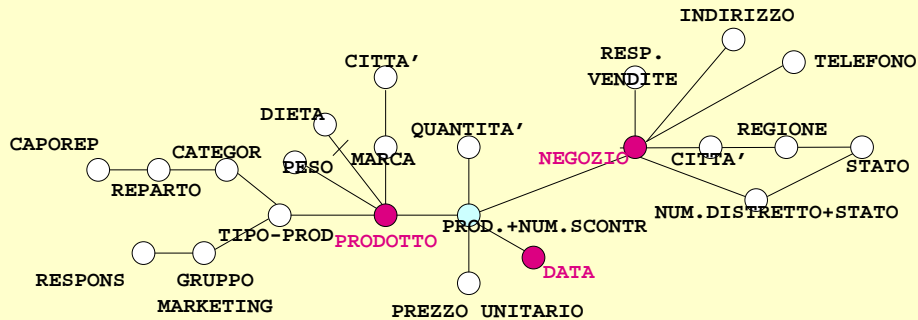 INDIRIZZO
RESP.
VENDITE
CITTA'
TELEFONO
DIETA
QUANTITA'
REGIONE
CAPOREP
CATEGOR
PESO
MARCA
NEGOZIO
CITTA'
STATO
REPARTO
NUM.DISTRETTO+STATO
TIPO-PROD
PRODOTTO
PROD.+NUM.SCONTR
RESPONS
GRUPPO
MARKETING
DATA
PREZZO UNITARIO